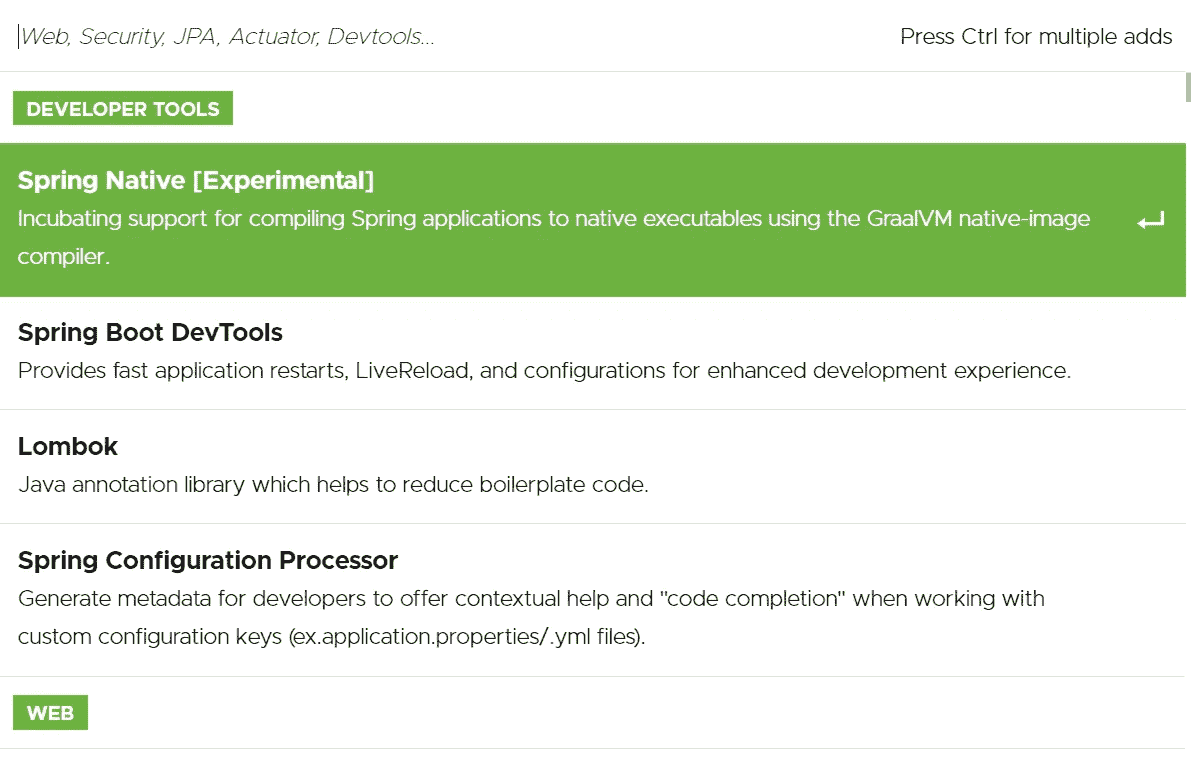 Web, Security, JPA, Actuator, Devtools... Press Ctrl for multiple adds
DEVELOPER TOOLS
Spring Native [Experimental]
Incubating support for compiling Spring applications to native executables using the GraalVM native-image
compiler.
Spring Boot DevTools
Provides fast application restarts, LiveReload, and configurations for enhanced development experience.
Lombok
Java annotation library which helps to reduce boilerplate code.
Spring Configuration Processor
Generate metadata for developers to offer contextual help and "code completion" when working with
custom configuration keys (ex.application.properties/.yml files).
WEB